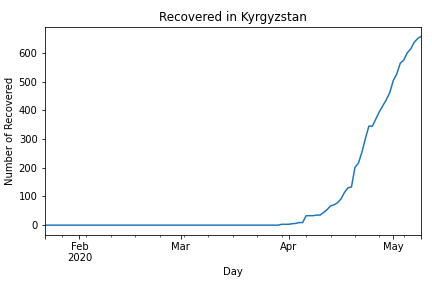 Recovered in Kyrgyzstan
Number of Recovered
600
500
400
300
200
100
0
Feb
2020
Mar
Apr
May
Day